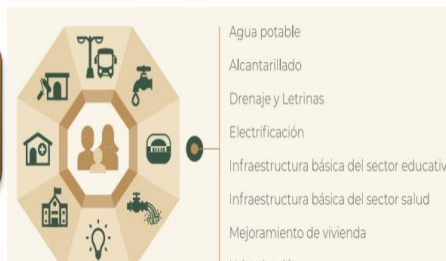 Agua potable
Alcantarillado
Drenaje y Letrinas
Electrificación
Infraestructura básica del sector educativ
Infraestructura básica del sector salud
Mejoramiento de vivienda